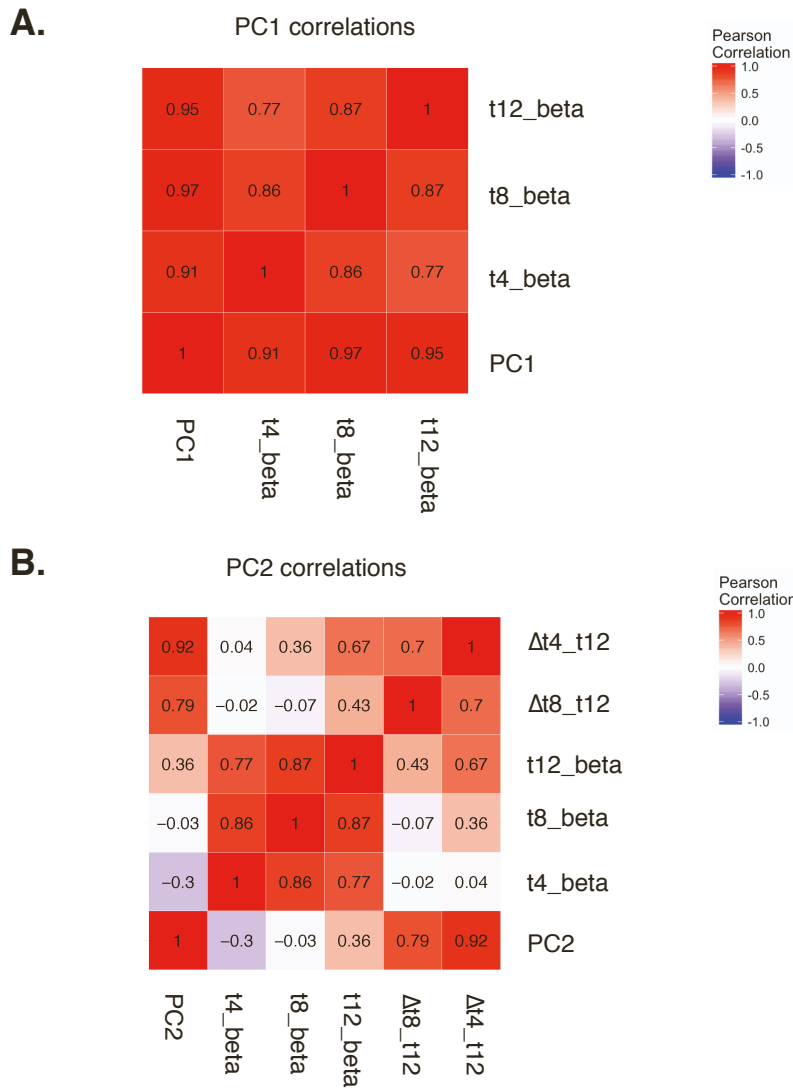 A.
PC1 correlations
Pearson
Correlation
1.0
0.5
0.0
-0.5
-1.0
0.95 0.77 0.87 1 t12_beta
0.97 0.86 1 0.87 t8_beta
0.91 1 0.86 0.77 t4_beta
1 0.91 0.97 0.95 PC1
PC1 t4_beta t8_beta t12_beta
B.
PC2 correlations
Pearson
Correlation
1.0
0.5
0.0
-0.5
-1.0
0.92 0.04 0.36 0.67 0.7 1 Δt4_t12
0.79 −0.02 −0.07 0.43 1 0.7 Δt8_t12
0.36 0.77 0.87 1 0.43 0.67 t12_beta
−0.03 0.86 1 0.87 −0.07 0.36 t8_beta
−0.3 1 0.86 0.77 −0.02 0.04 t4_beta
1 −0.3 −0.03 0.36 0.79 0.92 PC2
PC2 t4_beta t8_beta t12_beta Δt8_t12 Δt4_t12